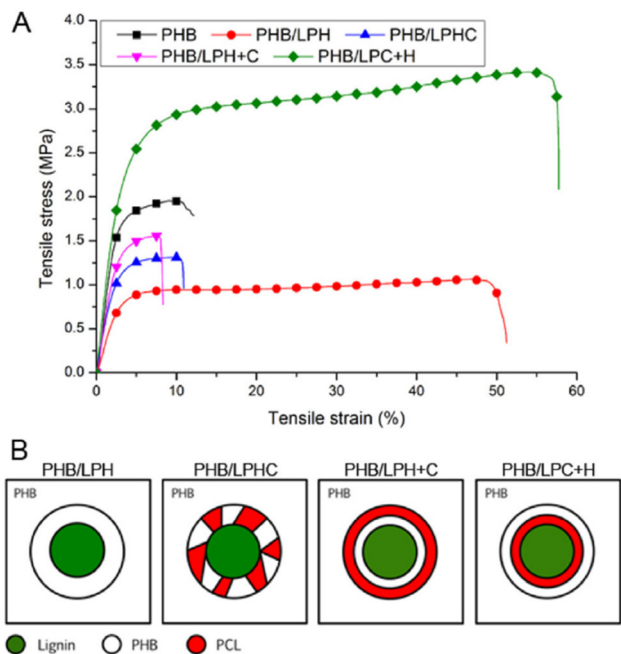 A
PHB PHB/LPH PHB/LPHC
PHB/LPH+C PHB/LPC+H
4.0
3.5
3.0
2.5
2.0
1.5
1.0
0.5
0.0
Tensile stress (MPa)
0 10 20 30 40 50 60
Tensile strain (%)
B
PHB/LPH PHB/LPHC PHB/LPH+C PHB/LPC+H
PHB PHB PHB PHB
Lignin PHB PCL